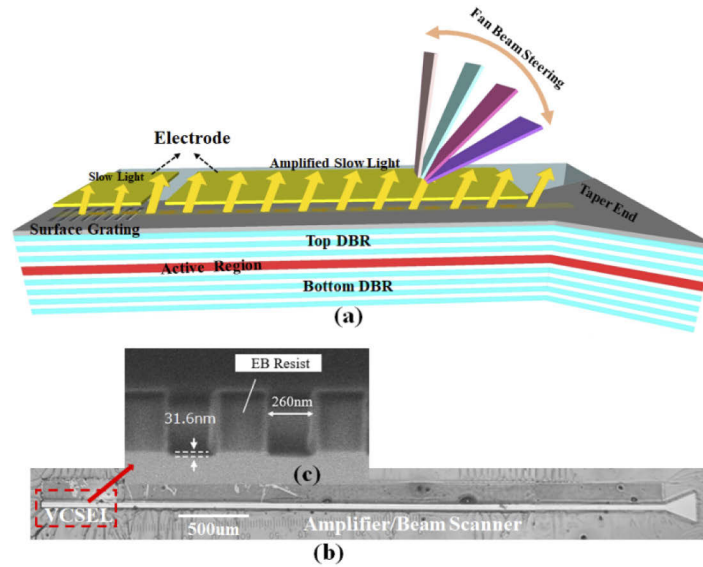 Fan Beam Steering
Electrode
Slow Light
Amplified Slow Light
Surface Grating
Taper End
Top DBR
Active Region
Bottom DBR
(a)
EB Resist
31.6nm
260nm
(c)
VCSEL
500um
Amplifier/Beam Scanner
(b)